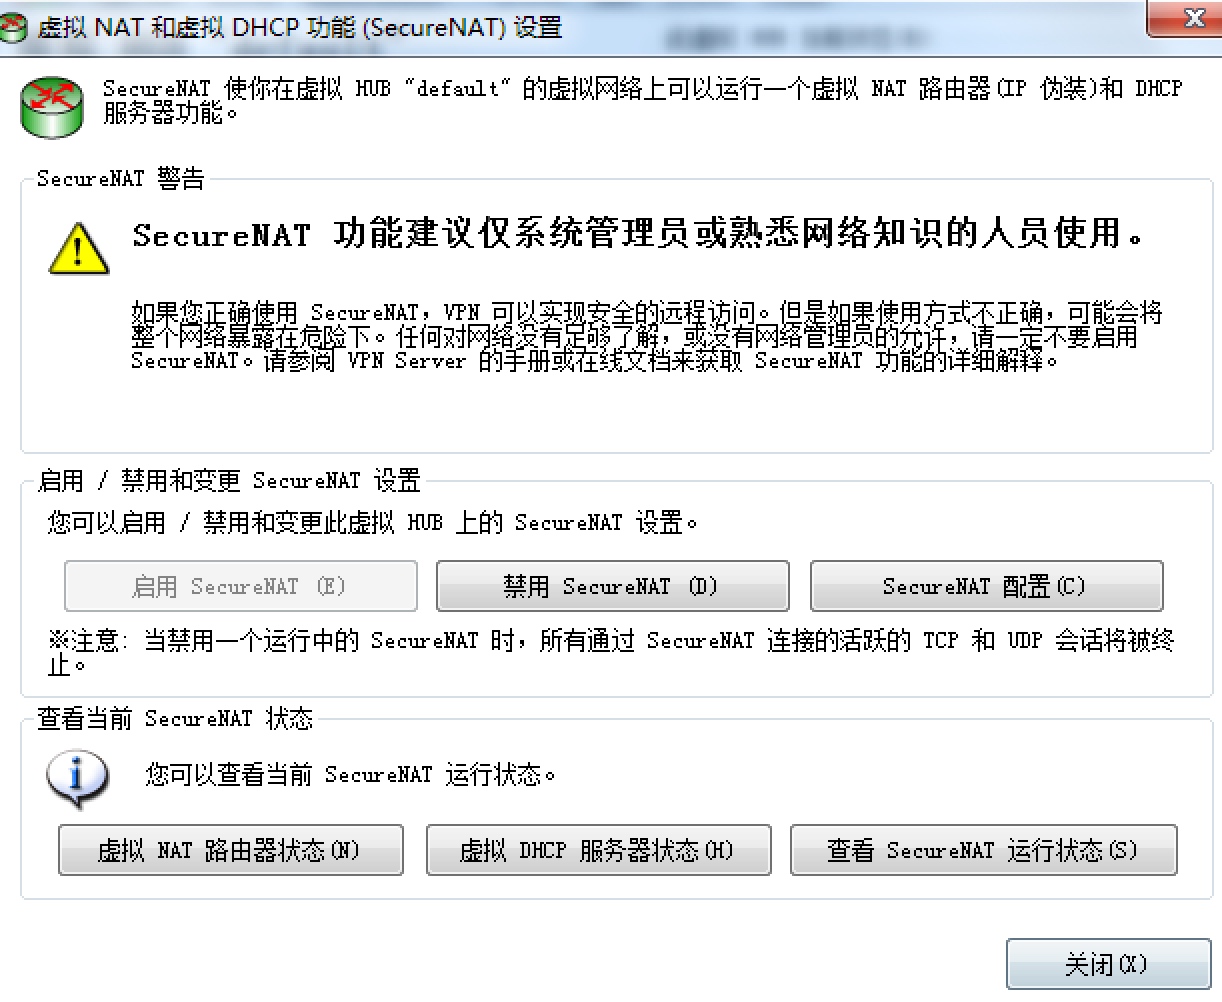 虚拟 NAT 和虚拟 DHCP 功能 (SecureNAT) 设置
SecureNAT 使你在虚拟 HUB “default“ 的虚拟网络上可以运行一个虚拟 NAT 路由器(IP 伪装)和 DHCP
服务器功能。
SecureNAT 警告
SecureNAT 功能建议仅系统管理员或熟悉网络知识的人员使用。
如果您正确使用 SecureNAT，VPN 可以实现安全的远程访问。但是如果使用方式不正确，可能会将
整个网络暴露在危险下。任何对网络没有足够了解，或没有网络管理员的允许，请一定不要启用
SecureNAT。请参阅 VPN Server 的手册或在线文档来获取 SecureNAT 功能的详细解释。
启用 / 禁用和变更 SecureNAT 设置
您可以启用 / 禁用和变更此虚拟 HUB 上的 SecureNAT 设置。
启用 SecureNAT (E)
禁用 SecureNAT (D)
SecureNAT 配置(C)
※注意: 当禁用一个运行中的 SecureNAT 时，所有通过 SecureNAT 连接的活跃的 TCP 和 UDP 会话将被终
止。
查看当前 SecureNAT 状态
您可以查看当前 SecureNAT 运行状态。
虚拟 NAT 路由器状态(N)
虚拟 DHCP 服务器状态(H)
查看 SecureNAT 运行状态(S)
关闭(X)